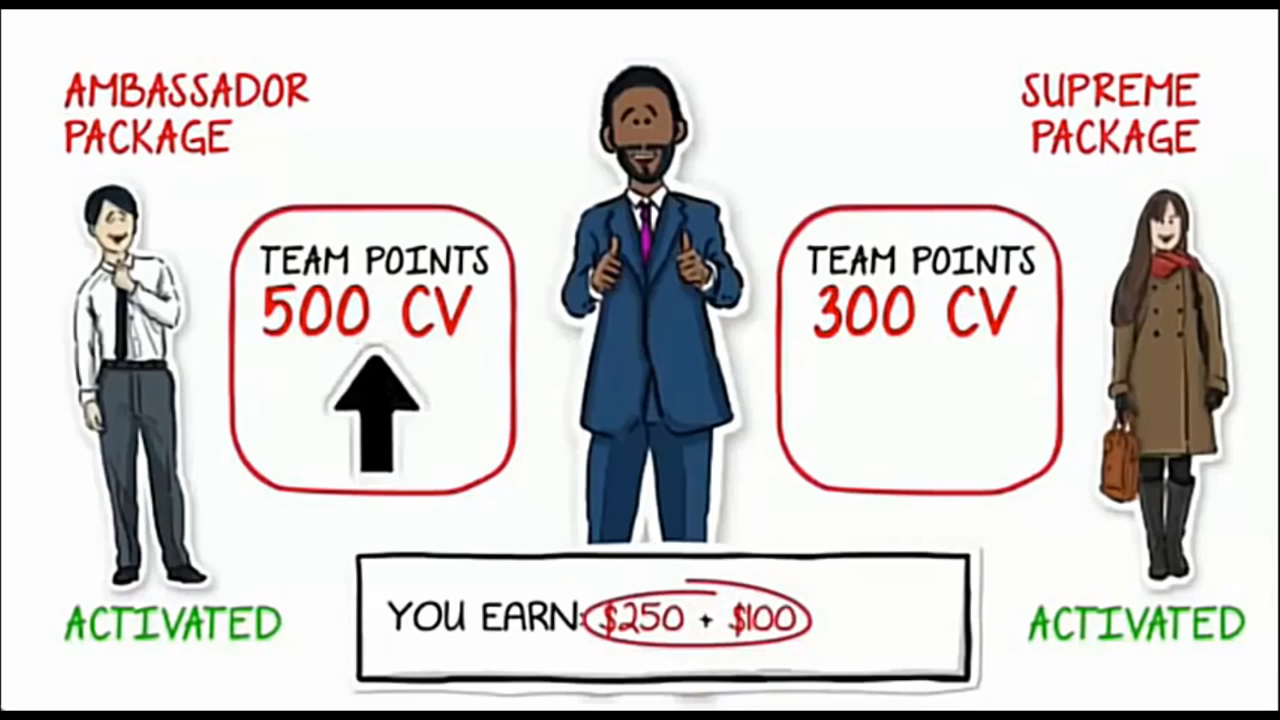 AMBASSADOR
PACKAGE
SUPREME
PACKAGE
TEAM POINTS
500 CV
TEAM POINTS
300 CV
YOU EARN: $250 + $100
ACTIVATED
ACTIVATED